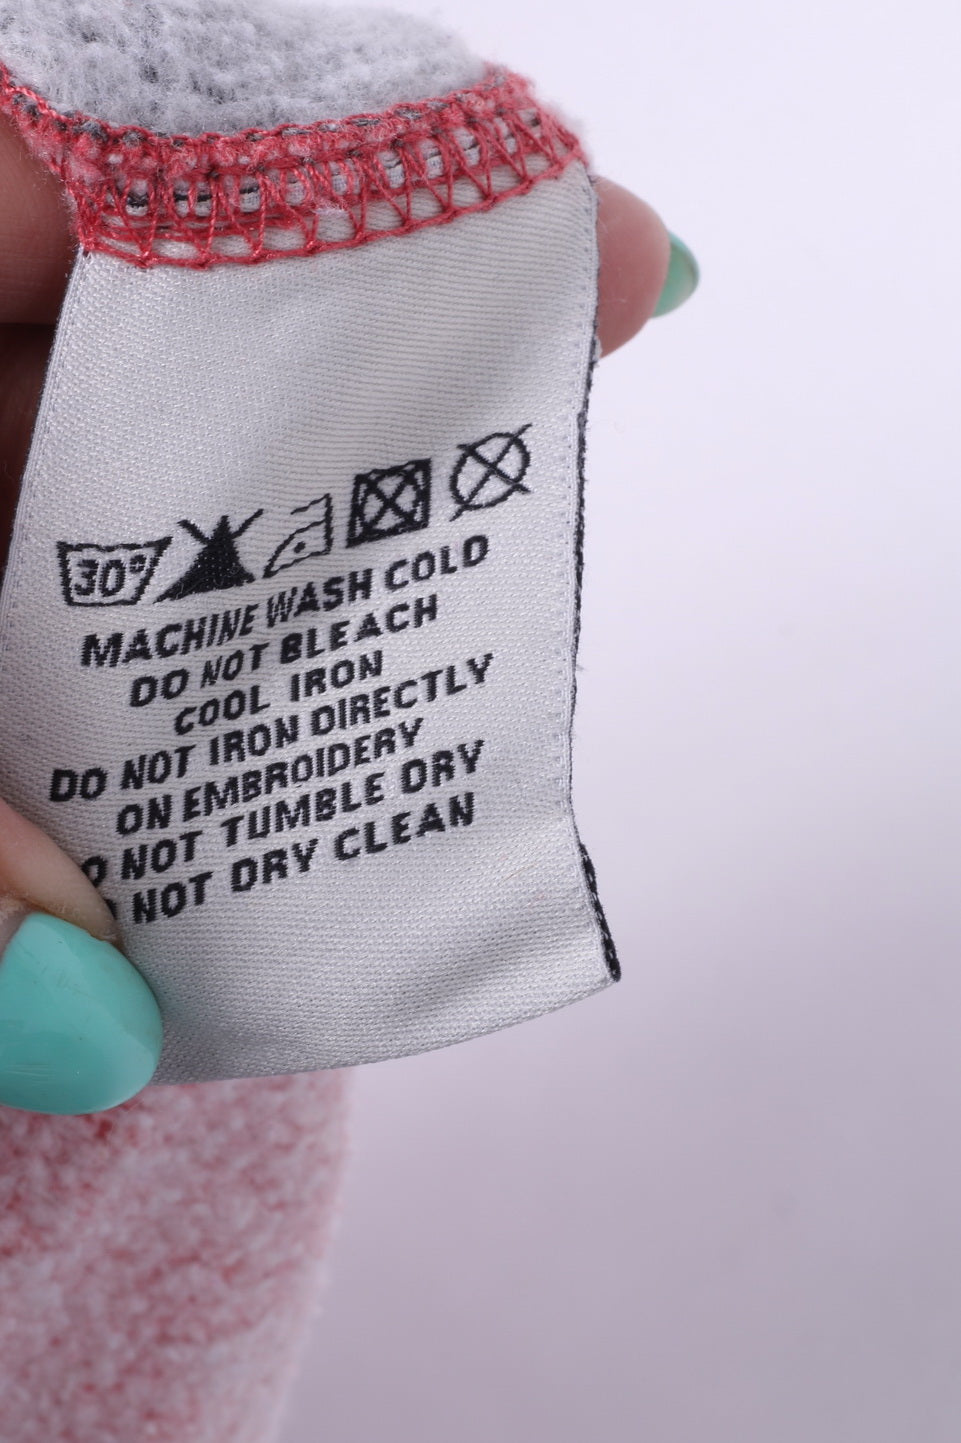 30°
MACHINE WASH COLD
DO NOT BLEACH
COOL IRON
DO NOT IRON DIRECTLY
ON EMBROIDERY
O NOT TUMBLE DRY
NOT DRY CLEAN